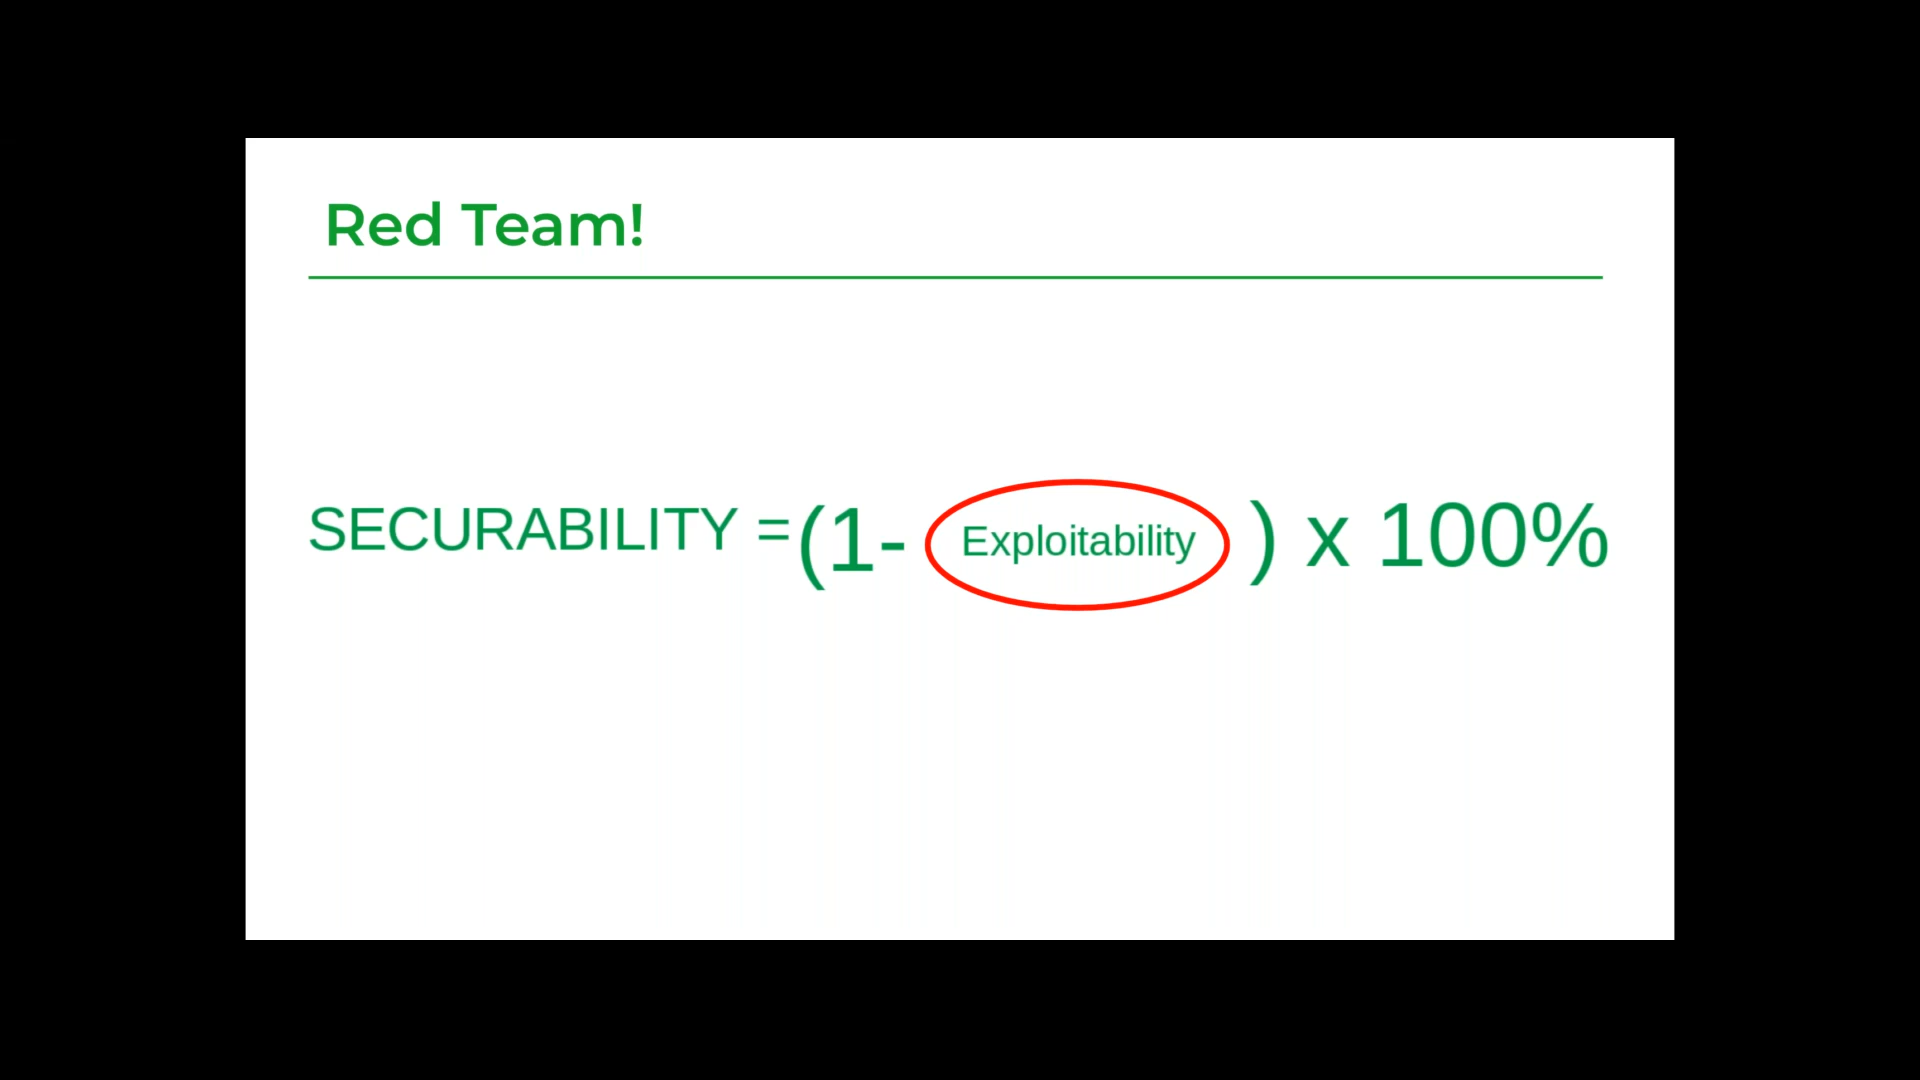 Red Team!
SECURABILITY =(1- Exploitability ) x 100%